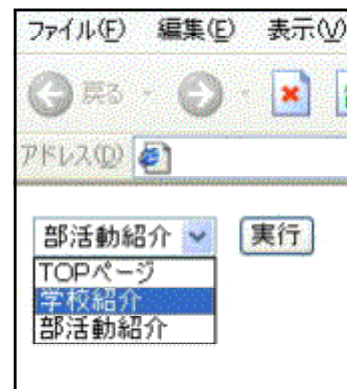 ファイル(F) 編集(E) 表示(V)
戻る
アドレス(D)
部活動紹介 実行
TOPページ
学校紹介
部活動紹介